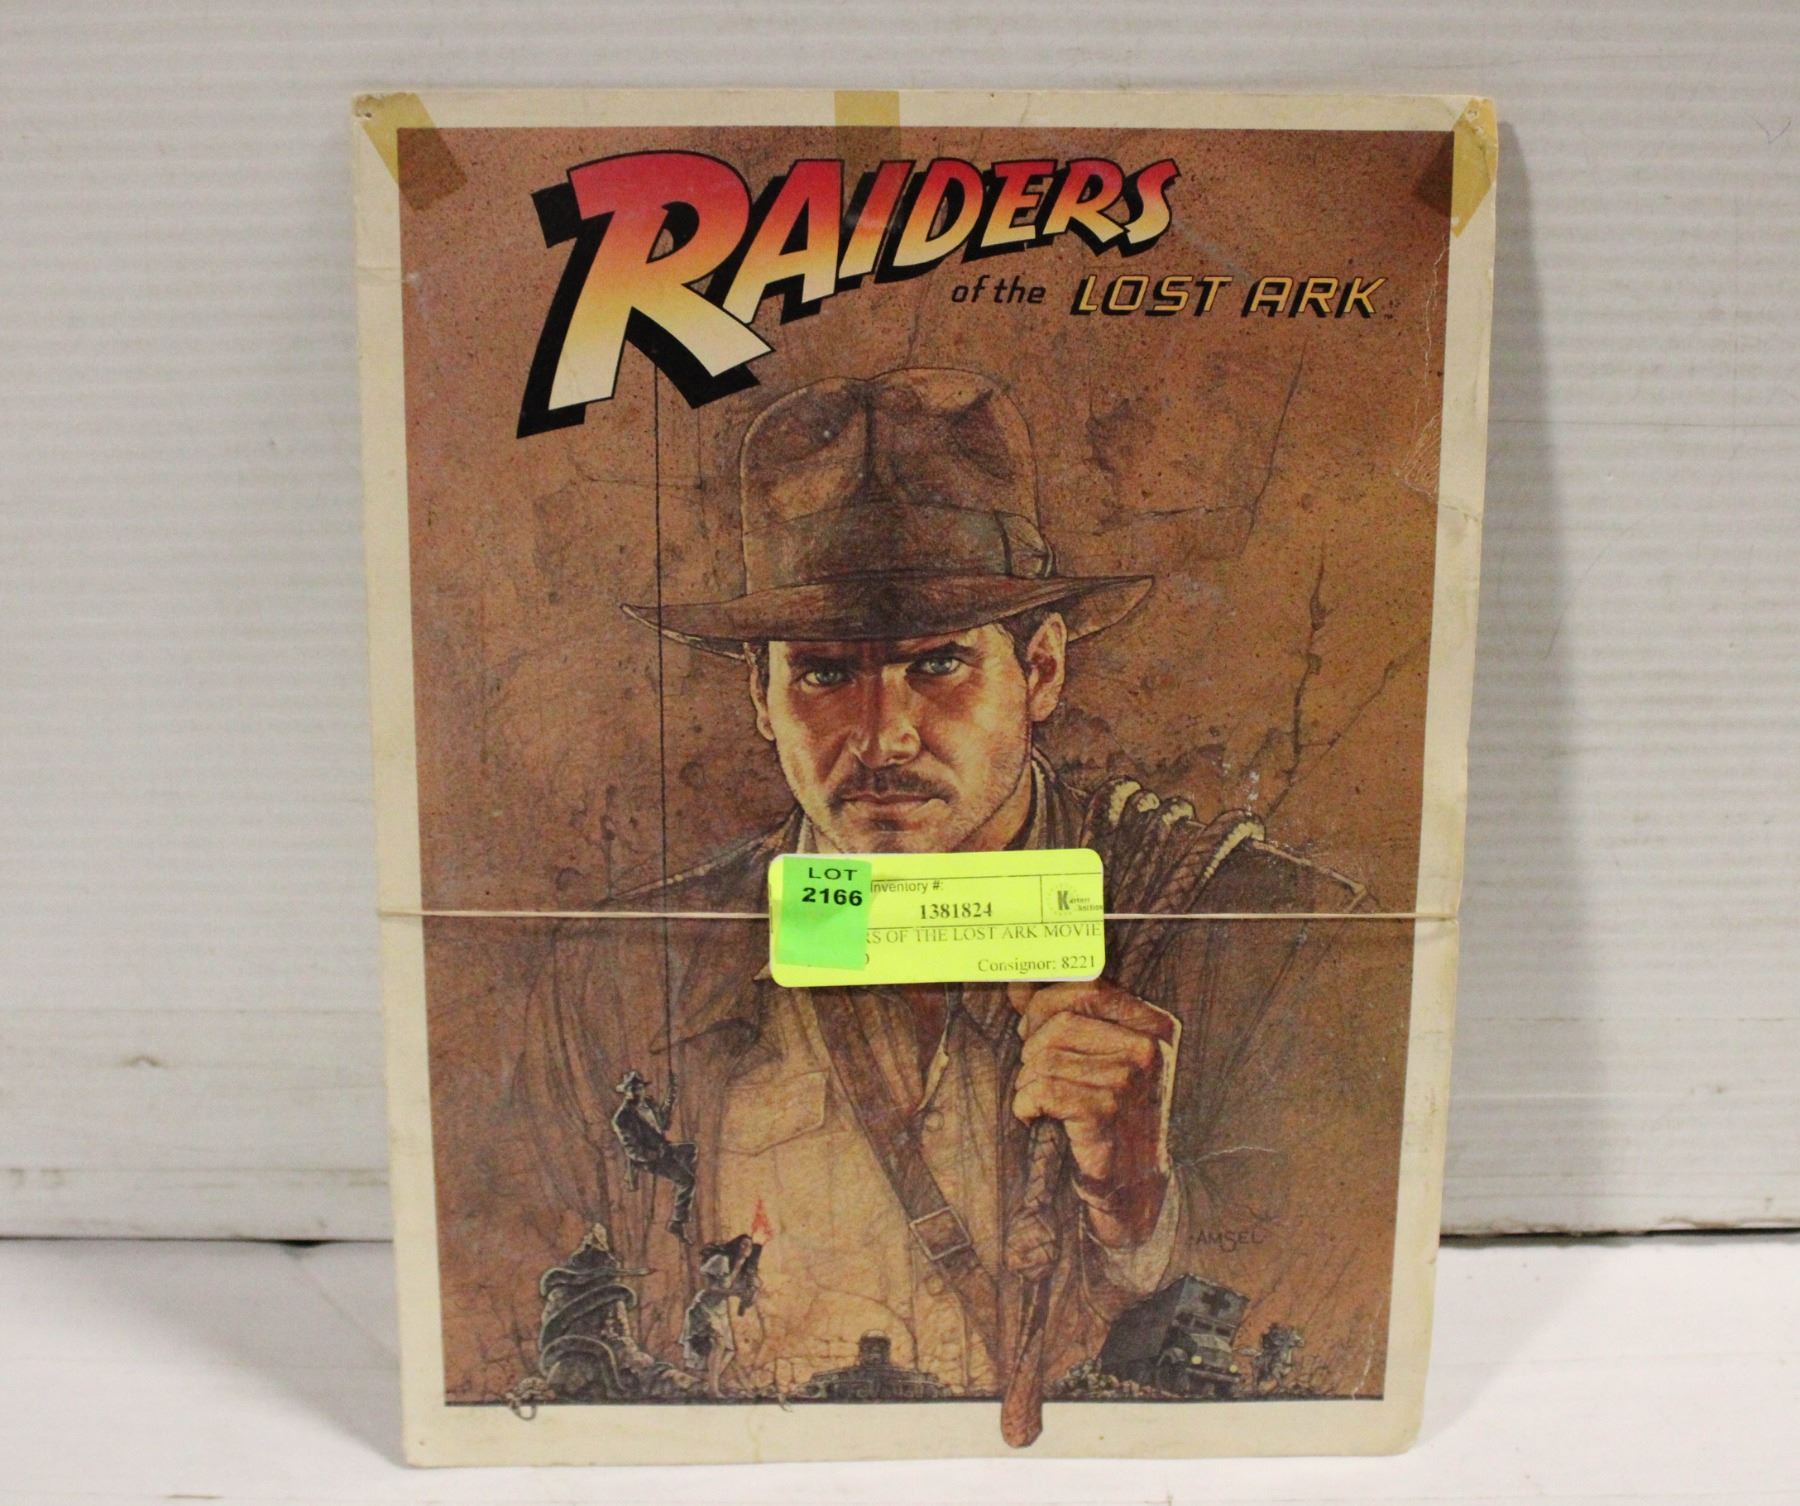 RAIDERS
of the LOST ARK
LOT
2166
Inventory #:
1381824
OF THE LOST ARK MOVIE
Consignor: 8221
AMSEL